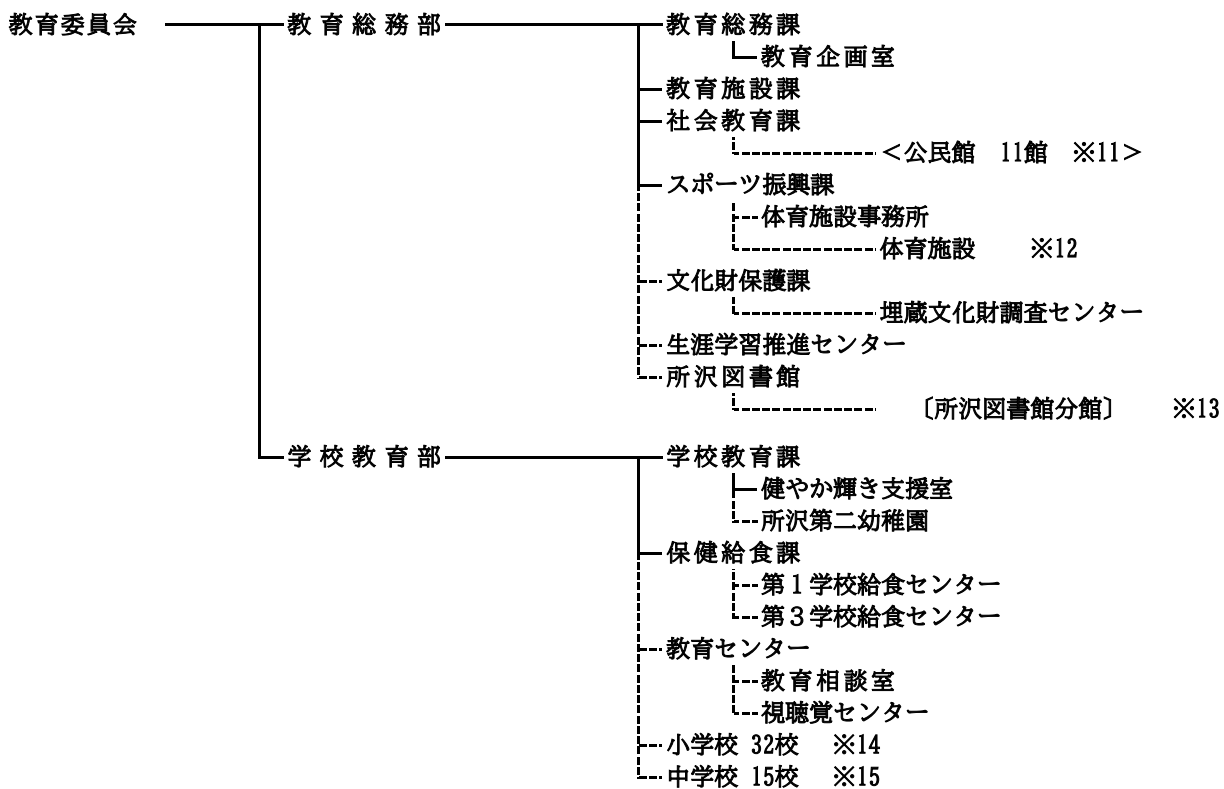 教育委員会 教育総務部 教育総務課
教育企画室
教育施設課
社会教育課
＜公民館 11館 ※11＞
スポーツ振興課
体育施設事務所
体育施設 ※12
文化財保護課
埋蔵文化財調査センター
生涯学習推進センター
所沢図書館
〔所沢図書館分館〕 ※13
学校教育部 学校教育課
健やか輝き支援室
所沢第二幼稚園
保健給食課
第１学校給食センター
第３学校給食センター
教育センター
教育相談室
視聴覚センター
小学校 32校 ※14
中学校 15校 ※15